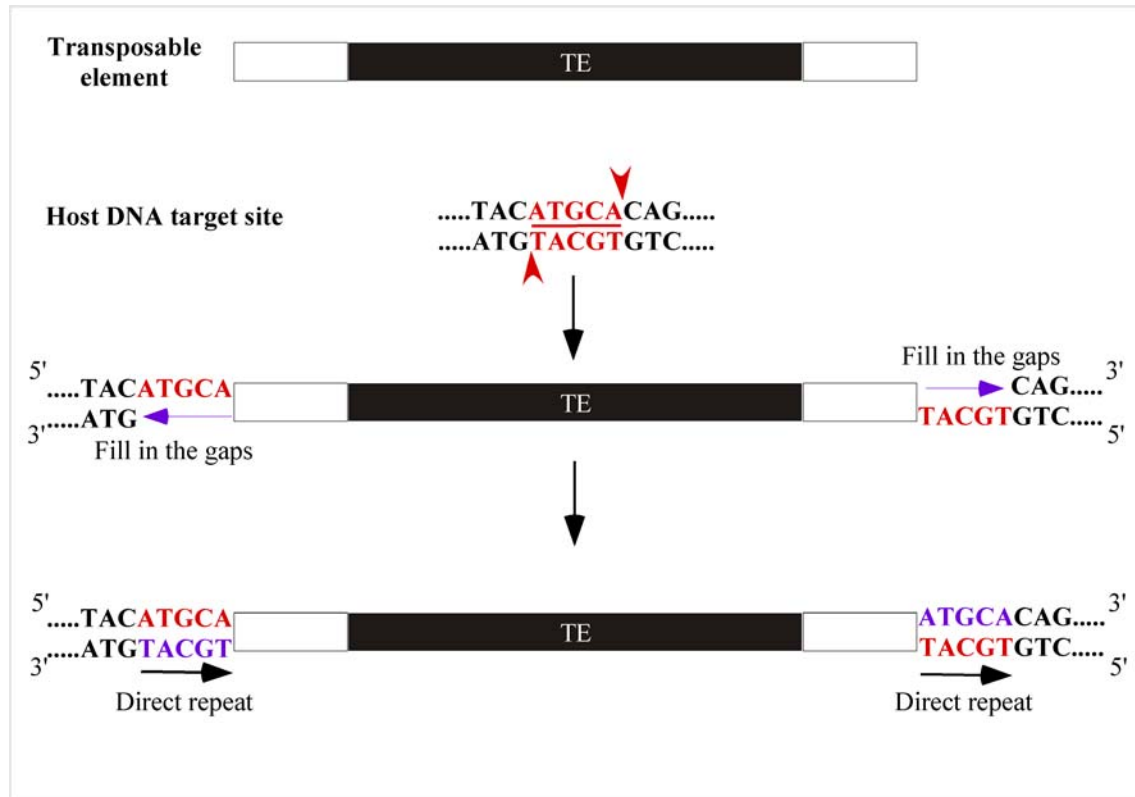 Transposable
element
TE
Host DNA target site
.....TACATGCACAG.....
.....ATGTACGTGTC.....
5'
.....TACATGCA
.....ATG
3'
Fill in the gaps
TE
Fill in the gaps
3'
CAG.....
TACGTGTC.....
5'
5'
.....TACATGCA
.....ATGTACGT
3'
Direct repeat
TE
3'
ATGCACAG.....
TACGTGTC.....
5'
Direct repeat